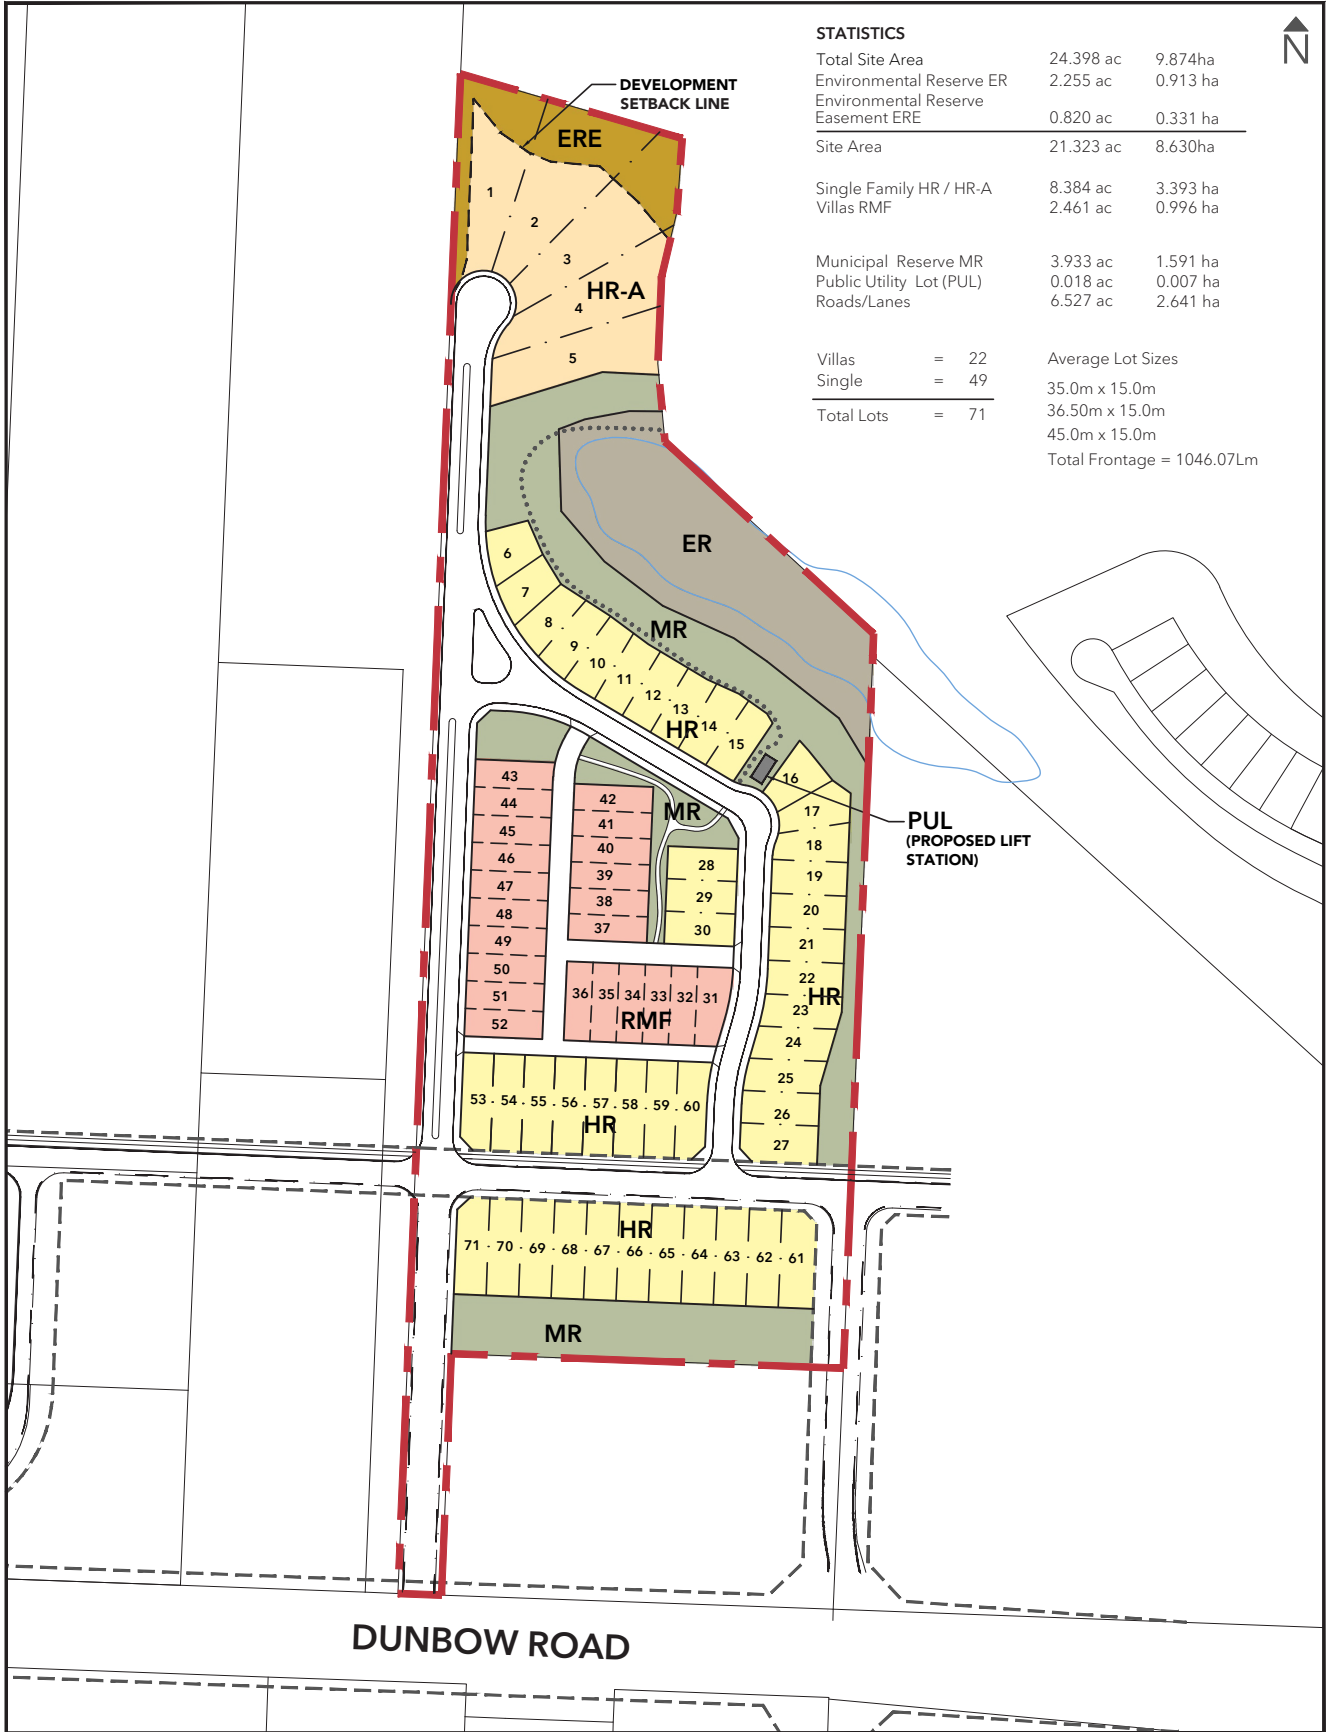 STATISTICS
Total Site Area 24.398 ac 9.874ha
Environmental Reserve ER 2.255 ac 0.913 ha
Environmental Reserve
Easement ERE 0.820 ac 0.331 ha
Site Area 21.323 ac 8.630ha
Single Family HR / HR-A 8.384 ac 3.393 ha
Villas RMF 2.461 ac 0.996 ha
Municipal Reserve MR 3.933 ac 1.591 ha
Public Utility Lot (PUL) 0.018 ac 0.007 ha
Roads/Lanes 6.527 ac 2.641 ha
Villas = 22
Single = 49
Total Lots = 71
Average Lot Sizes
35.0m x 15.0m
36.50m x 15.0m
45.0m x 15.0m
Total Frontage = 1046.07Lm
N
DEVELOPMENT
SETBACK LINE
ERE
1
2
3
HR-A
4
5
ER
6
7
8
9
10
11
12
13
14
15
MR
HR
16
17
18
19
20
21
22
HR
23
24
25
26
27
PUL
(PROPOSED LIFT
STATION)
MR
43
44
45
46
47
48
49
50
51
52
42
41
40
39
38
37
28
29
30
36 35 34 33 32 31
RMF
53 54 55 56 57 58 59 60
HR
HR
71 70 69 68 67 66 65 64 63 62 61
MR
DUNBOW ROAD